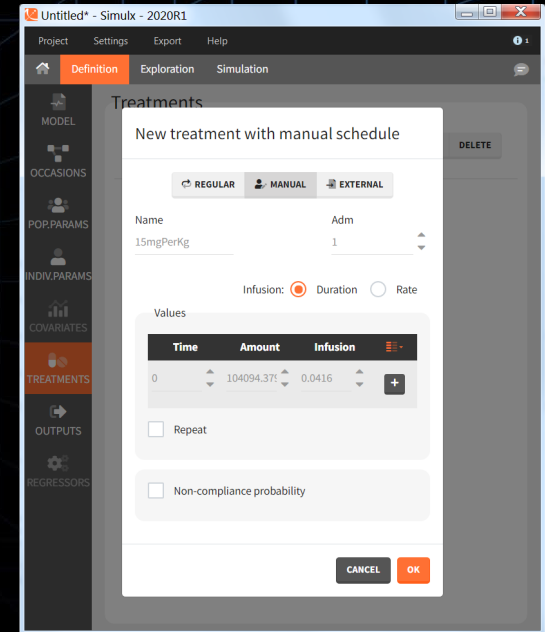 Untitled* - Simulx - 2020R1
Project Settings Export Help 1
Definition Exploration Simulation
Treatments
MODEL
OCCASIONS
POP.PARAMS
INDIV.PARAMS
COVARIATES
TREATMENTS
OUTPUTS
REGRESSORS
DELETE
New treatment with manual schedule
REGULAR MANUAL EXTERNAL
Name Adm
15mgPerKg 1
Infusion: Duration Rate
Values
Time Amount Infusion
0 104094.379 0.0416 +
Repeat
Non-compliance probability
CANCEL OK